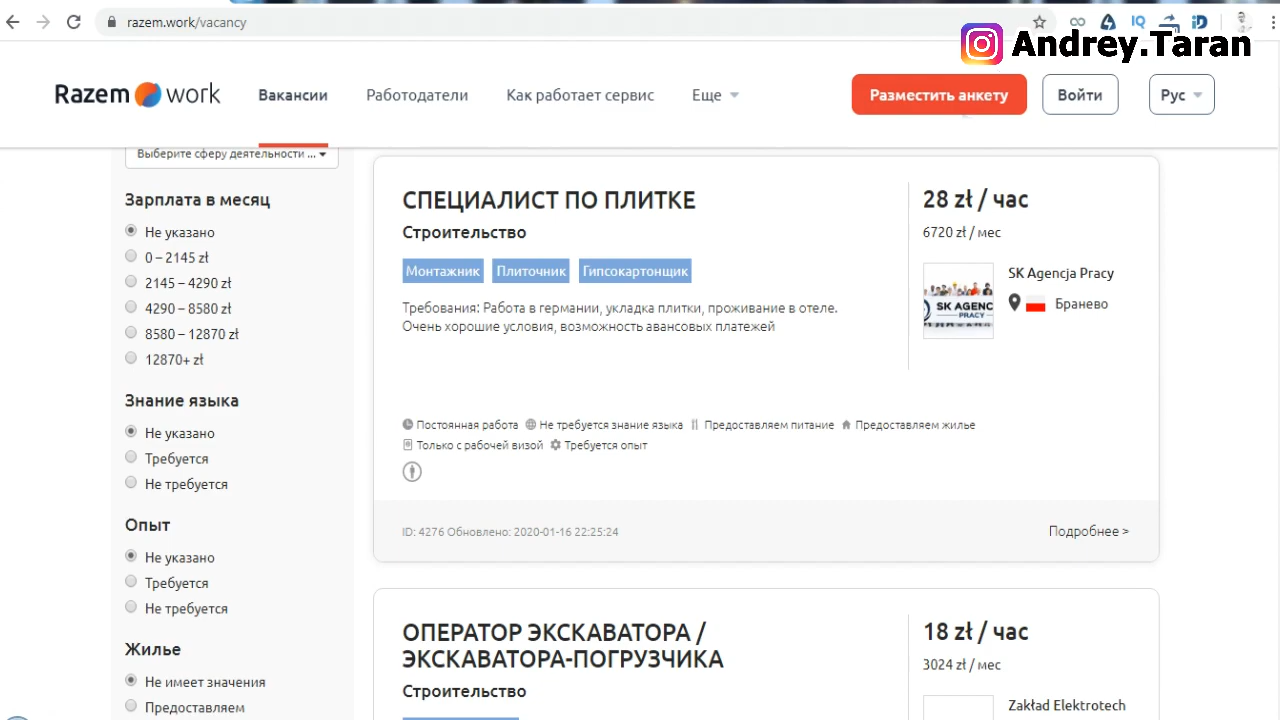 razem.work/vacancy
IQ
Andrey.Taran
Razem work
Вакансии
Работодатели
Как работает сервис
Еще
Разместить анкету
Войти
Рус
Выберите сферу деятельности ...
Зарплата в месяц
Не указано
0 – 2145 zł
2145 – 4290 zł
4290 – 8580 zł
8580 – 12870 zł
12870+ zł
Знание языка
Не указано
Требуется
Не требуется
Опыт
Не указано
Требуется
Не требуется
Жилье
Не имеет значения
Предоставляем
СПЕЦИАЛИСТ ПО ПЛИТКЕ
Строительство
Монтажник Плиточник Гипсокартонщик
Требования: Работа в германии, укладка плитки, проживание в отеле.
Очень хорошие условия, возможность авансовых платежей
28 zł / час
6720 zł / мес
SK AGENC
PRACY
SK Agencja Pracy
Бранево
Постоянная работа Не требуется знание языка Предоставляем питание Предоставляем жилье
Только с рабочей визой Требуется опыт
ID: 4276 Обновлено: 2020-01-16 22:25:24
Подробнее >
ОПЕРАТОР ЭКСКАВАТОРА /
ЭКСКАВАТОРА-ПОГРУЗЧИКА
Строительство
18 zł / час
3024 zł / мес
Zakład Elektrotech